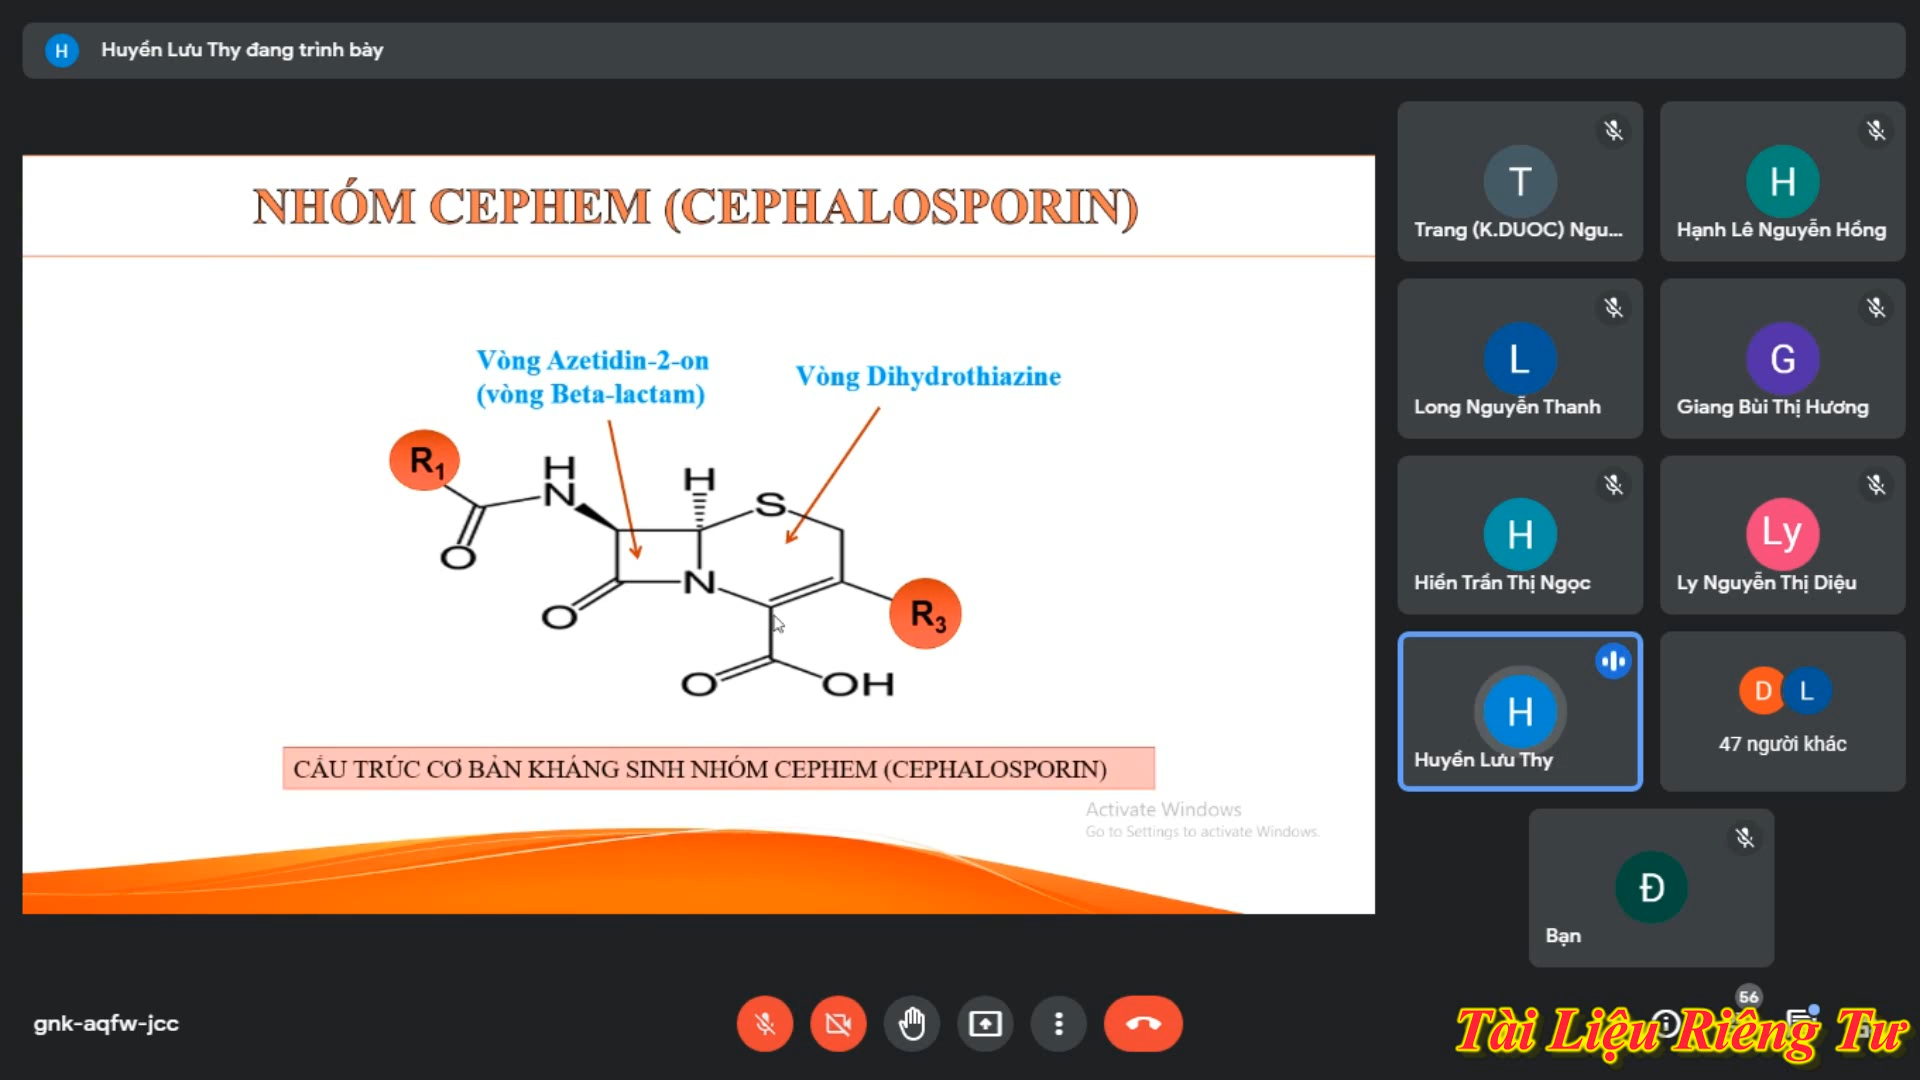 H
Huyền Lưu Thy đang trình bày
NHÓM CEPHEM (CEPHALOSPORIN)
Vòng Azetidin-2-on
(vòng Beta-lactam)
Vòng Dihydrothiazine
R1
H
N
H
S
O
N
O
R3
O
OH
CẤU TRÚC CƠ BẢN KHÁNG SINH NHÓM CEPHEM (CEPHALOSPORIN)
Activate Windows
Go to Settings to activate Windows.
T
Trang (K.DUOC) Ngu...
H
Hạnh Lê Nguyễn Hồng
L
Long Nguyễn Thanh
G
Giang Bùi Thị Hương
H
Hiền Trần Thị Ngọc
Ly
Ly Nguyễn Thị Diệu
H
Huyền Lưu Thy
D L
47 người khác
Đ
Bạn
gnk-aqfw-jcc
56
Tài Liệu Riêng Tư